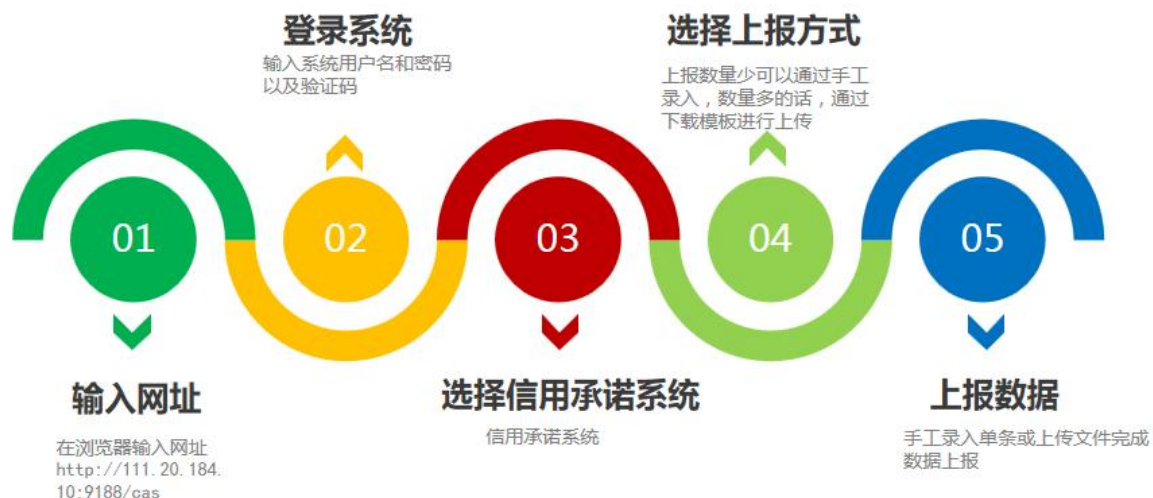 登录系统
输入系统用户名和密码
以及验证码
选择上报方式
上报数量少可以通过手工
录入，数量多的话，通过
下载模板进行上传
01
02
03
04
05
输入网址
在浏览器输入网址
http://111.20.184.
10:9188/cas
选择信用承诺系统
信用承诺系统
上报数据
手工录入单条或上传文件完成
数据上报